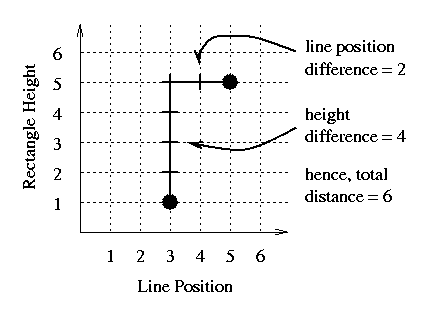 Rectangle Height
6
5
4
3
2
1
1 2 3 4 5 6
Line Position
line position
difference = 2
height
difference = 4
hence, total
distance = 6